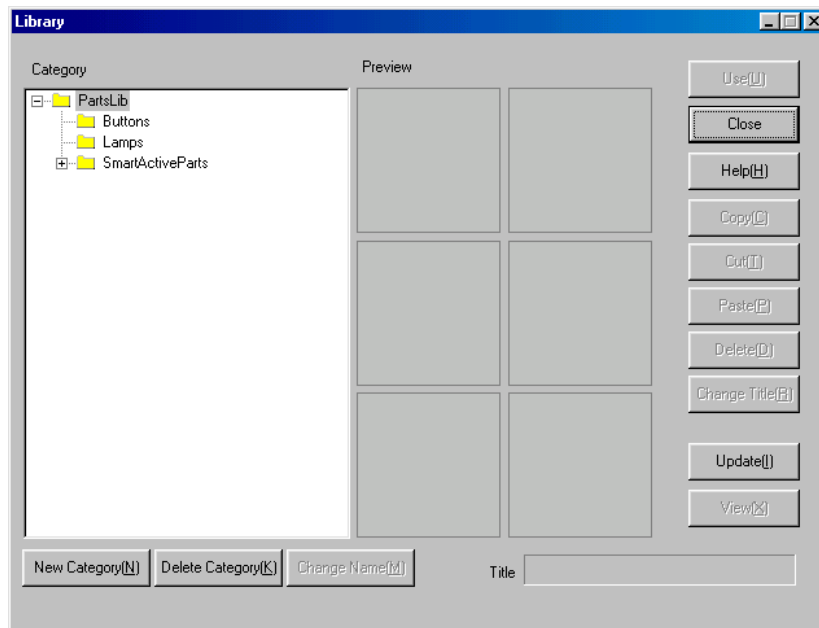 Library
Category
PartsLib
Buttons
Lamps
SmartActiveParts
Preview
Use(U)
Close
Help(H)
Copy(C)
Cut(T)
Paste(P)
Delete(D)
Change Title(R)
Update(I)
View(X)
New Category(N)
Delete Category(K)
Change Name(M)
Title